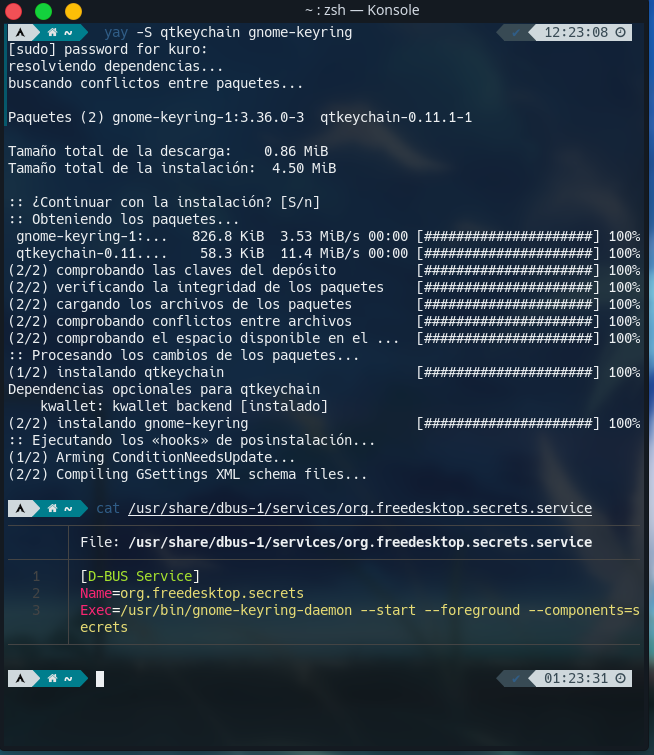 ~ : zsh — Konsole
~ yay -S qtkeychain gnome-keyring ✓ 12:23:08
[sudo] password for kuro:
resolviendo dependencias...
buscando conflictos entre paquetes...
Paquetes (2) gnome-keyring-1:3.36.0-3  qtkeychain-0.11.1-1
Tamaño total de la descarga:    0.86 MiB
Tamaño total de la instalación:  4.50 MiB
:: ¿Continuar con la instalación? [S/n]
:: Obteniendo los paquetes...
gnome-keyring-1:...   826.8 KiB  3.53 MiB/s 00:00 [#####################] 100%
qtkeychain-0.11....    58.3 KiB  11.4 MiB/s 00:00 [#####################] 100%
(2/2) comprobando las claves del depósito          [#####################] 100%
(2/2) verificando la integridad de los paquetes    [#####################] 100%
(2/2) cargando los archivos de los paquetes        [#####################] 100%
(2/2) comprobando conflictos entre archivos        [#####################] 100%
(2/2) comprobando el espacio disponible en el ...  [#####################] 100%
:: Procesando los cambios de los paquetes...
(1/2) instalando qtkeychain                        [#####################] 100%
Dependencias opcionales para qtkeychain
kwallet: kwallet backend [instalado]
(2/2) instalando gnome-keyring                     [#####################] 100%
:: Ejecutando los «hooks» de posinstalación...
(1/2) Arming ConditionNeedsUpdate...
(2/2) Compiling GSettings XML schema files...
~ cat /usr/share/dbus-1/services/org.freedesktop.secrets.service
File: /usr/share/dbus-1/services/org.freedesktop.secrets.service
1 [D-BUS Service]
2 Name=org.freedesktop.secrets
3 Exec=/usr/bin/gnome-keyring-daemon --start --foreground --components=s
ecrets
~ ✓ 01:23:31